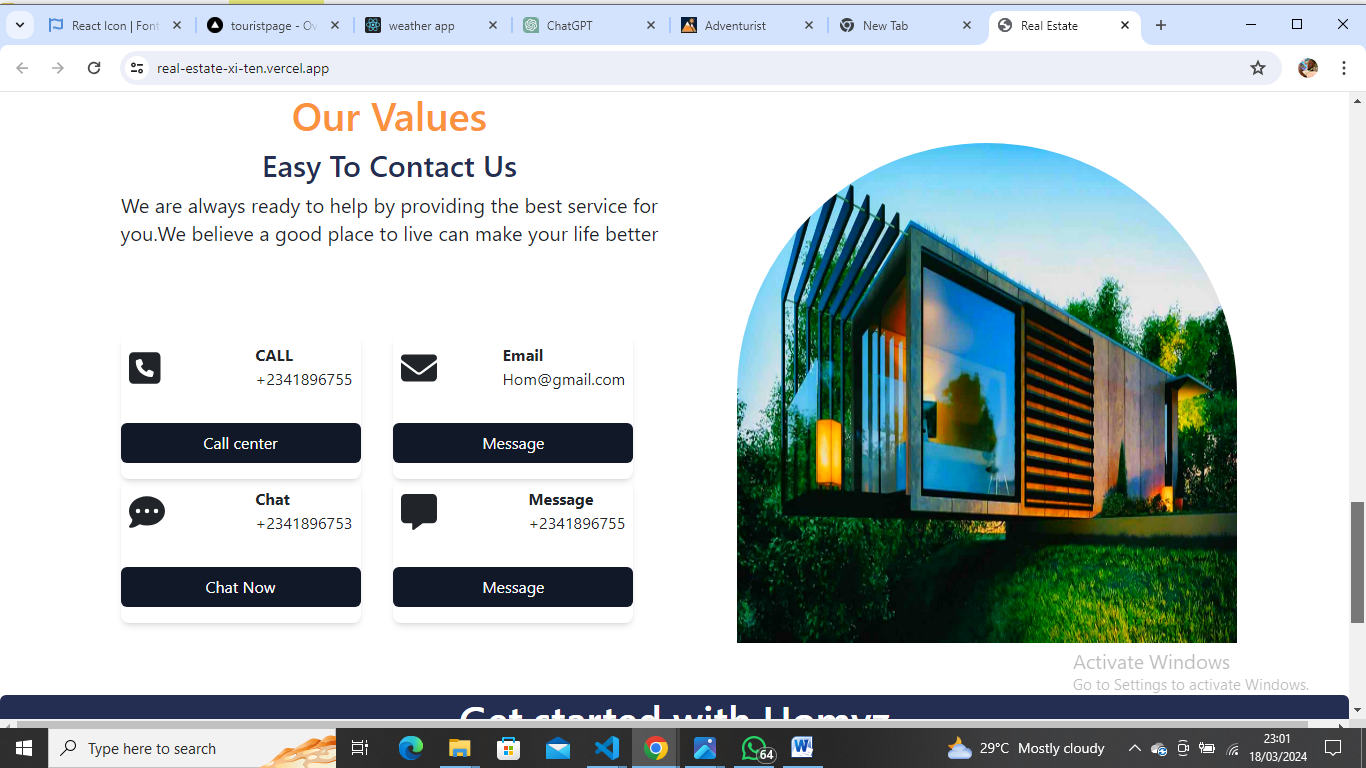 React Icon | Font
touristpage - Ov
weather app
ChatGPT
Adventurist
New Tab
Real Estate
real-estate-xi-ten.vercel.app
Our Values
Easy To Contact Us
We are always ready to help by providing the best service for
you.We believe a good place to live can make your life better
CALL
+2341896755
Call center
Email
Hom@gmail.com
Message
Chat
+2341896753
Chat Now
Message
+2341896755
Message
Activate Windows
Go to Settings to activate Windows.
Get started with Homyz
Type here to search
64
29°C Mostly cloudy
23:01
18/03/2024